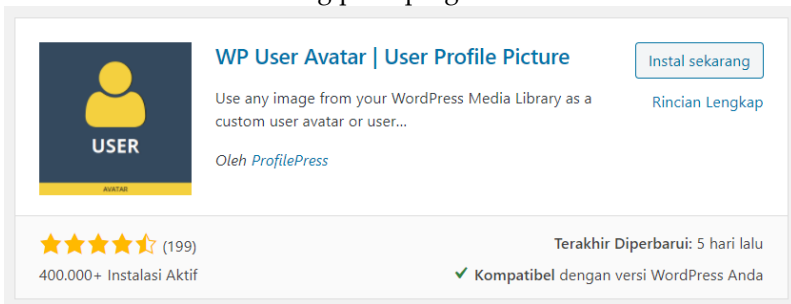 WP User Avatar | User Profile Picture
Instal sekarang
Use any image from your WordPress Media Library as a
custom user avatar or user...
Rincian Lengkap
Oleh ProfilePress
USER
AVATAR
(199)
Terakhir Diperbarui: 5 hari lalu
400.000+ Instalasi Aktif
Kompatibel dengan versi WordPress Anda